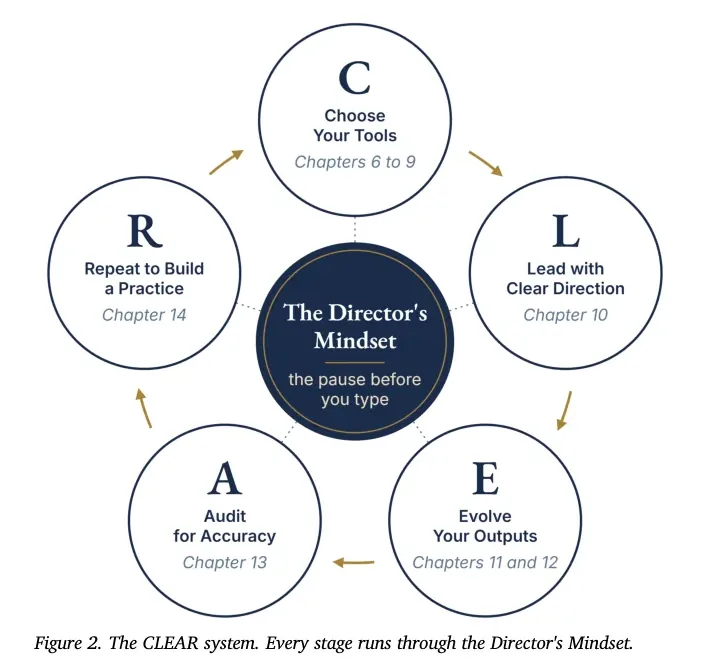 C
Choose
Your Tools
Chapters 6 to 9
L
Lead with
Clear Direction
Chapter 10
E
Evolve
Your Outputs
Chapters 11 and 12
A
Audit
for Accuracy
Chapter 13
R
Repeat to Build
a Practice
Chapter 14
The Director's
Mindset
the pause before
you type
Figure 2. The CLEAR system. Every stage runs through the Director's Mindset.